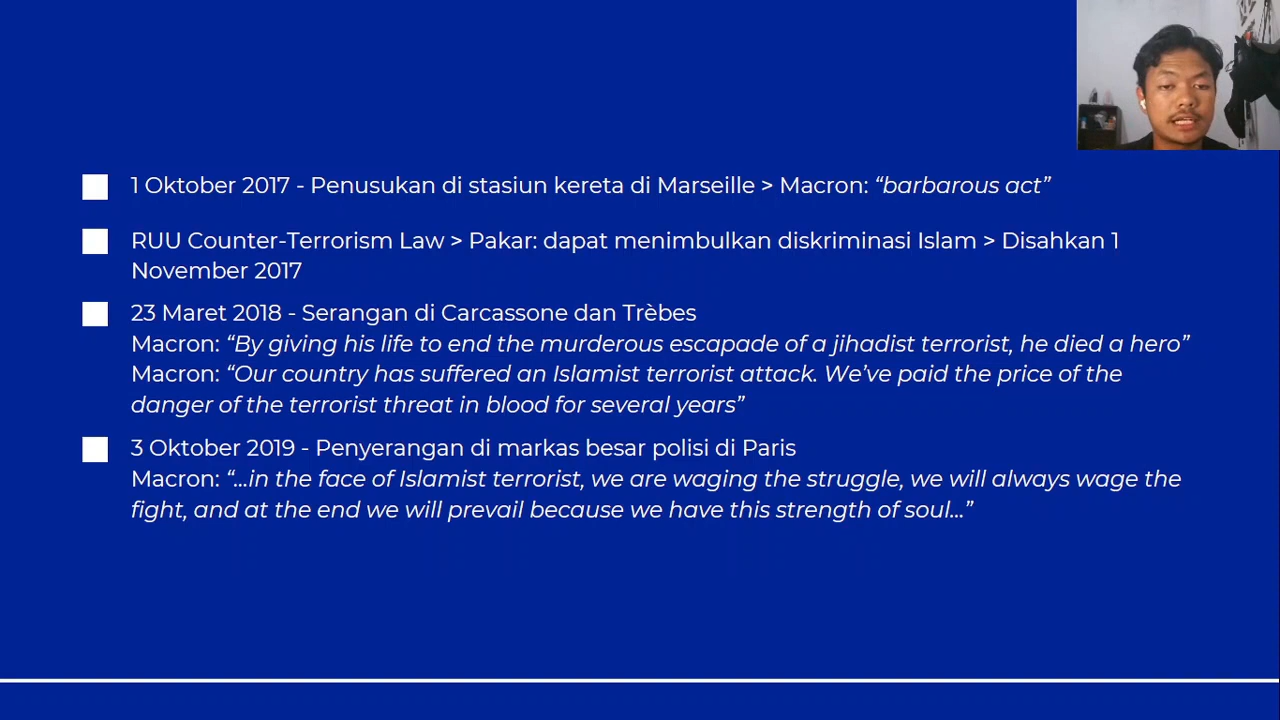 1 Oktober 2017 - Penusukan di stasiun kereta di Marseille > Macron: “barbarous act”
RUU Counter-Terrorism Law > Pakar: dapat menimbulkan diskriminasi Islam > Disahkan 1
November 2017
23 Maret 2018 - Serangan di Carcassone dan Trèbes
Macron: “By giving his life to end the murderous escapade of a jihadist terrorist, he died a hero”
Macron: “Our country has suffered an Islamist terrorist attack. We’ve paid the price of the
danger of the terrorist threat in blood for several years”
3 Oktober 2019 - Penyerangan di markas besar polisi di Paris
Macron: “...in the face of Islamist terrorist, we are waging the struggle, we will always wage the
fight, and at the end we will prevail because we have this strength of soul...”